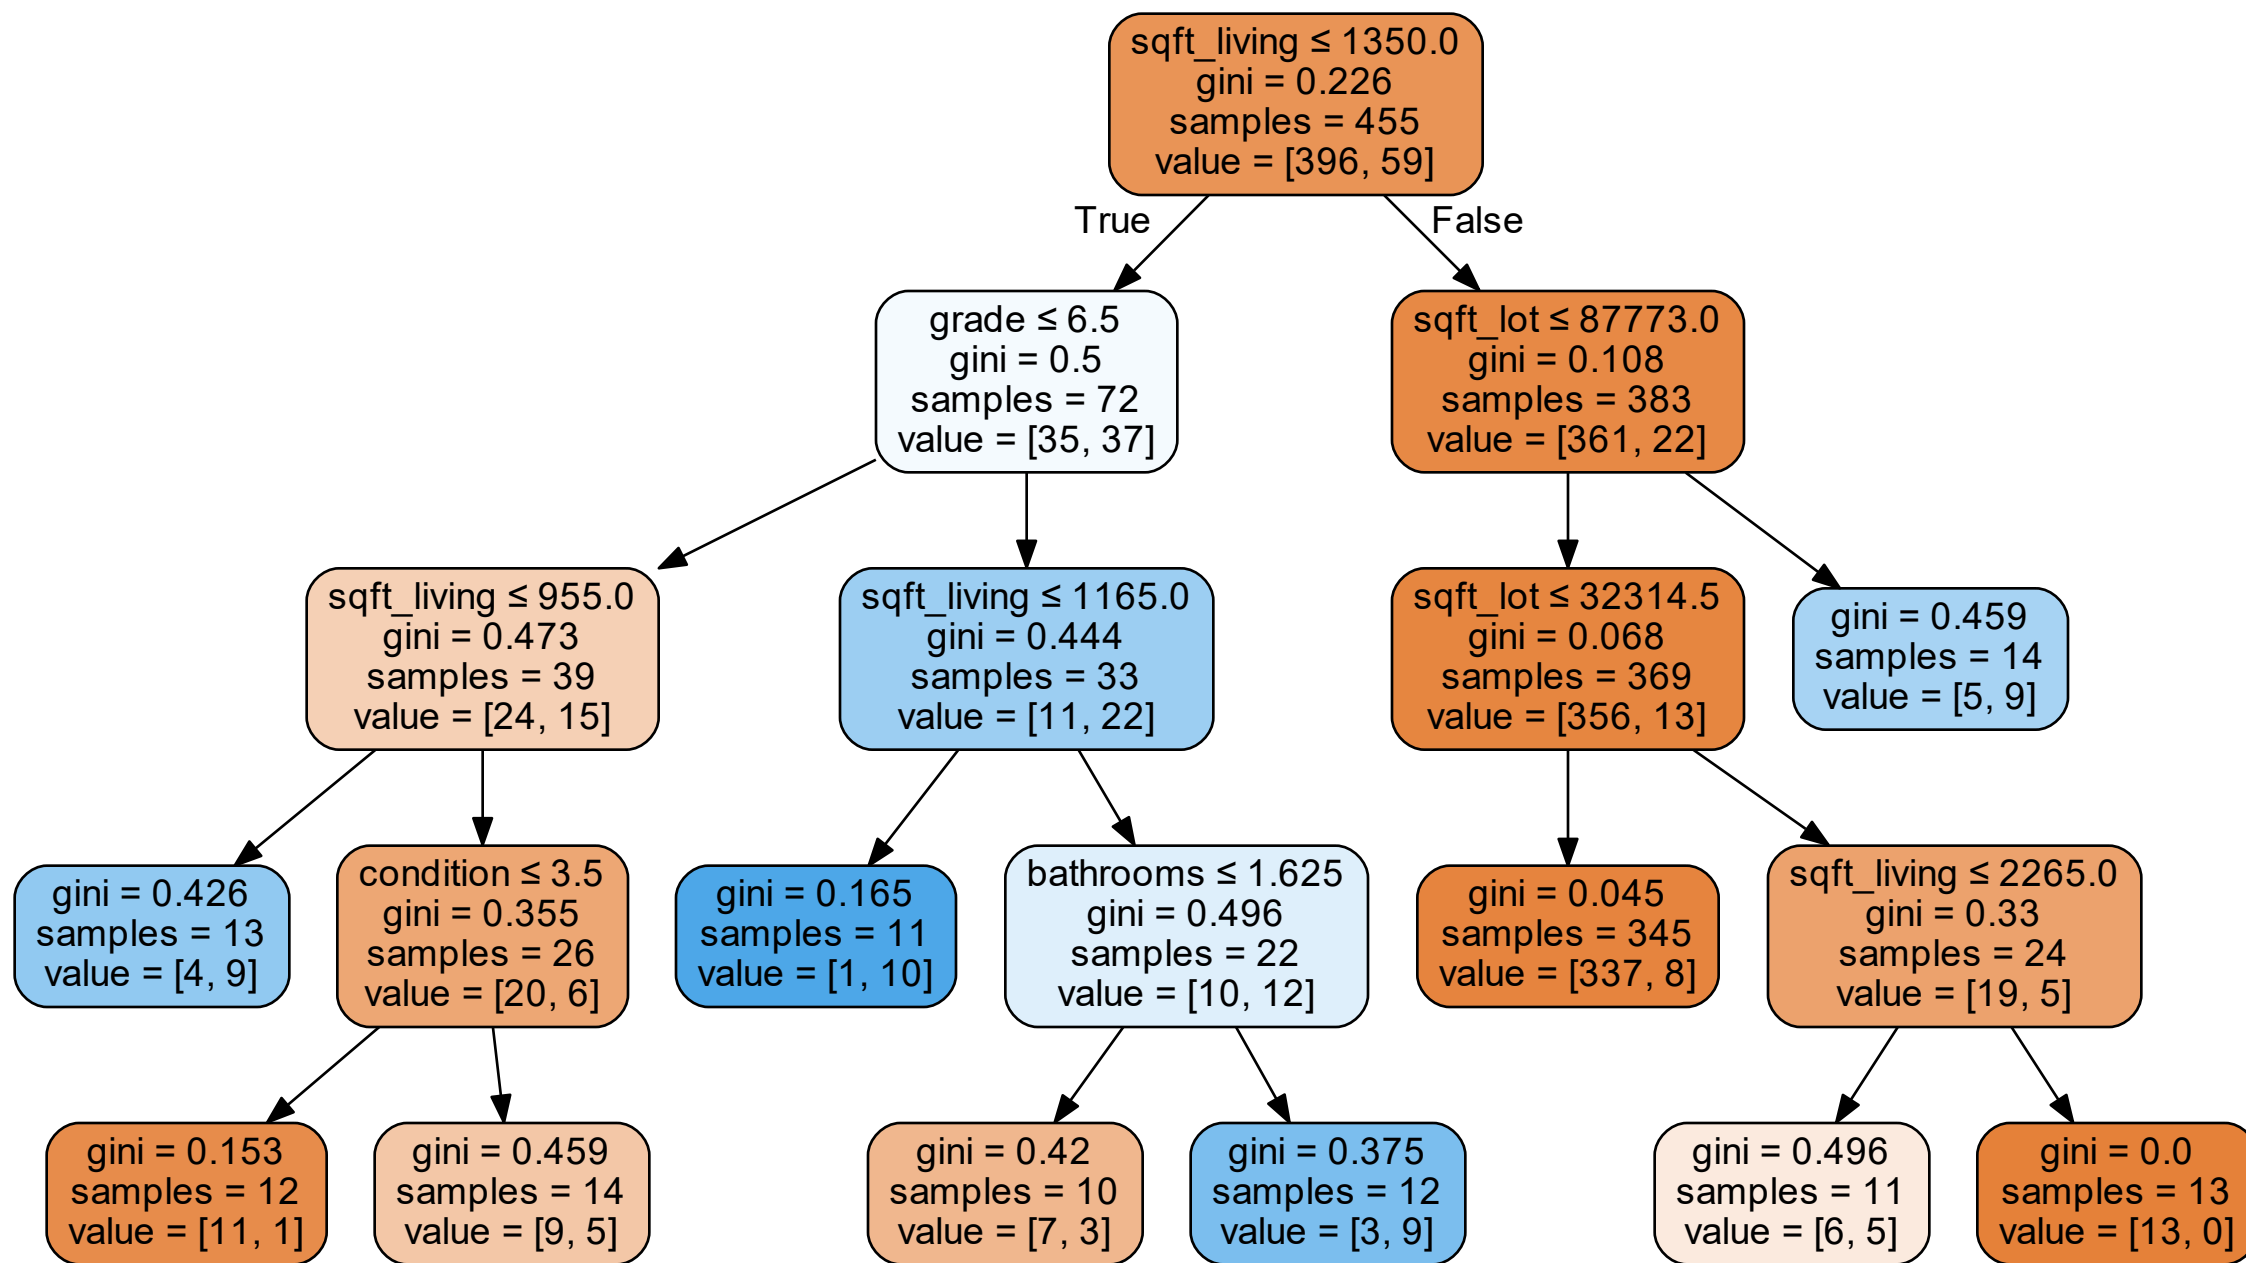 sqft_living ≤ 1350.0
gini = 0.226
samples = 455
value = [396, 59]
True
False
grade ≤ 6.5
gini = 0.5
samples = 72
value = [35, 37]
sqft_lot ≤ 87773.0
gini = 0.108
samples = 383
value = [361, 22]
sqft_living ≤ 955.0
gini = 0.473
samples = 39
value = [24, 15]
sqft_living ≤ 1165.0
gini = 0.444
samples = 33
value = [11, 22]
sqft_lot ≤ 32314.5
gini = 0.068
samples = 369
value = [356, 13]
gini = 0.459
samples = 14
value = [5, 9]
gini = 0.426
samples = 13
value = [4, 9]
condition ≤ 3.5
gini = 0.355
samples = 26
value = [20, 6]
gini = 0.165
samples = 11
value = [1, 10]
bathrooms ≤ 1.625
gini = 0.496
samples = 22
value = [10, 12]
gini = 0.045
samples = 345
value = [337, 8]
sqft_living ≤ 2265.0
gini = 0.33
samples = 24
value = [19, 5]
gini = 0.153
samples = 12
value = [11, 1]
gini = 0.459
samples = 14
value = [9, 5]
gini = 0.42
samples = 10
value = [7, 3]
gini = 0.375
samples = 12
value = [3, 9]
gini = 0.496
samples = 11
value = [6, 5]
gini = 0.0
samples = 13
value = [13, 0]